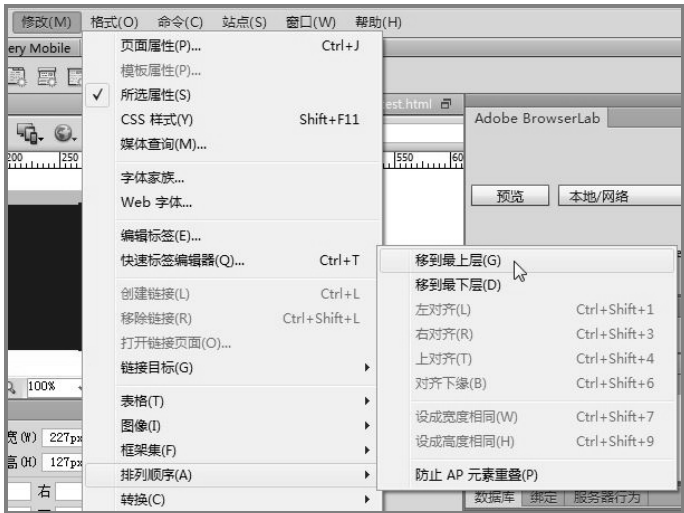 修改(M) 格式(O) 命令(C) 站点(S) 窗口(W) 帮助(H)
ery Mobile
页面属性(P)... Ctrl+J
模板属性(P)...
✓ 所选属性(S)
CSS 样式(Y) Shift+F11
媒体查询(M)...
字体家族...
Web 字体...
编辑标签(E)...
快速标签编辑器(Q)... Ctrl+T
创建链接(L) Ctrl+L
移除链接(R) Ctrl+Shift+L
打开链接页面(O)...
链接目标(G)
表格(T)
图像(I)
框架集(F)
排列顺序(A)
转换(C)
test.html
Adobe BrowserLab
200 250 550 60
预览 本地/网络
移到最上层(G)
移到最下层(D)
左对齐(L) Ctrl+Shift+1
右对齐(R) Ctrl+Shift+3
上对齐(T) Ctrl+Shift+4
对齐下缘(B) Ctrl+Shift+6
设成宽度相同(W) Ctrl+Shift+7
设成高度相同(H) Ctrl+Shift+9
防止 AP 元素重叠(P)
数据库 绑定 服务器行为
100%
宽(W) 227px
高(H) 127px
右